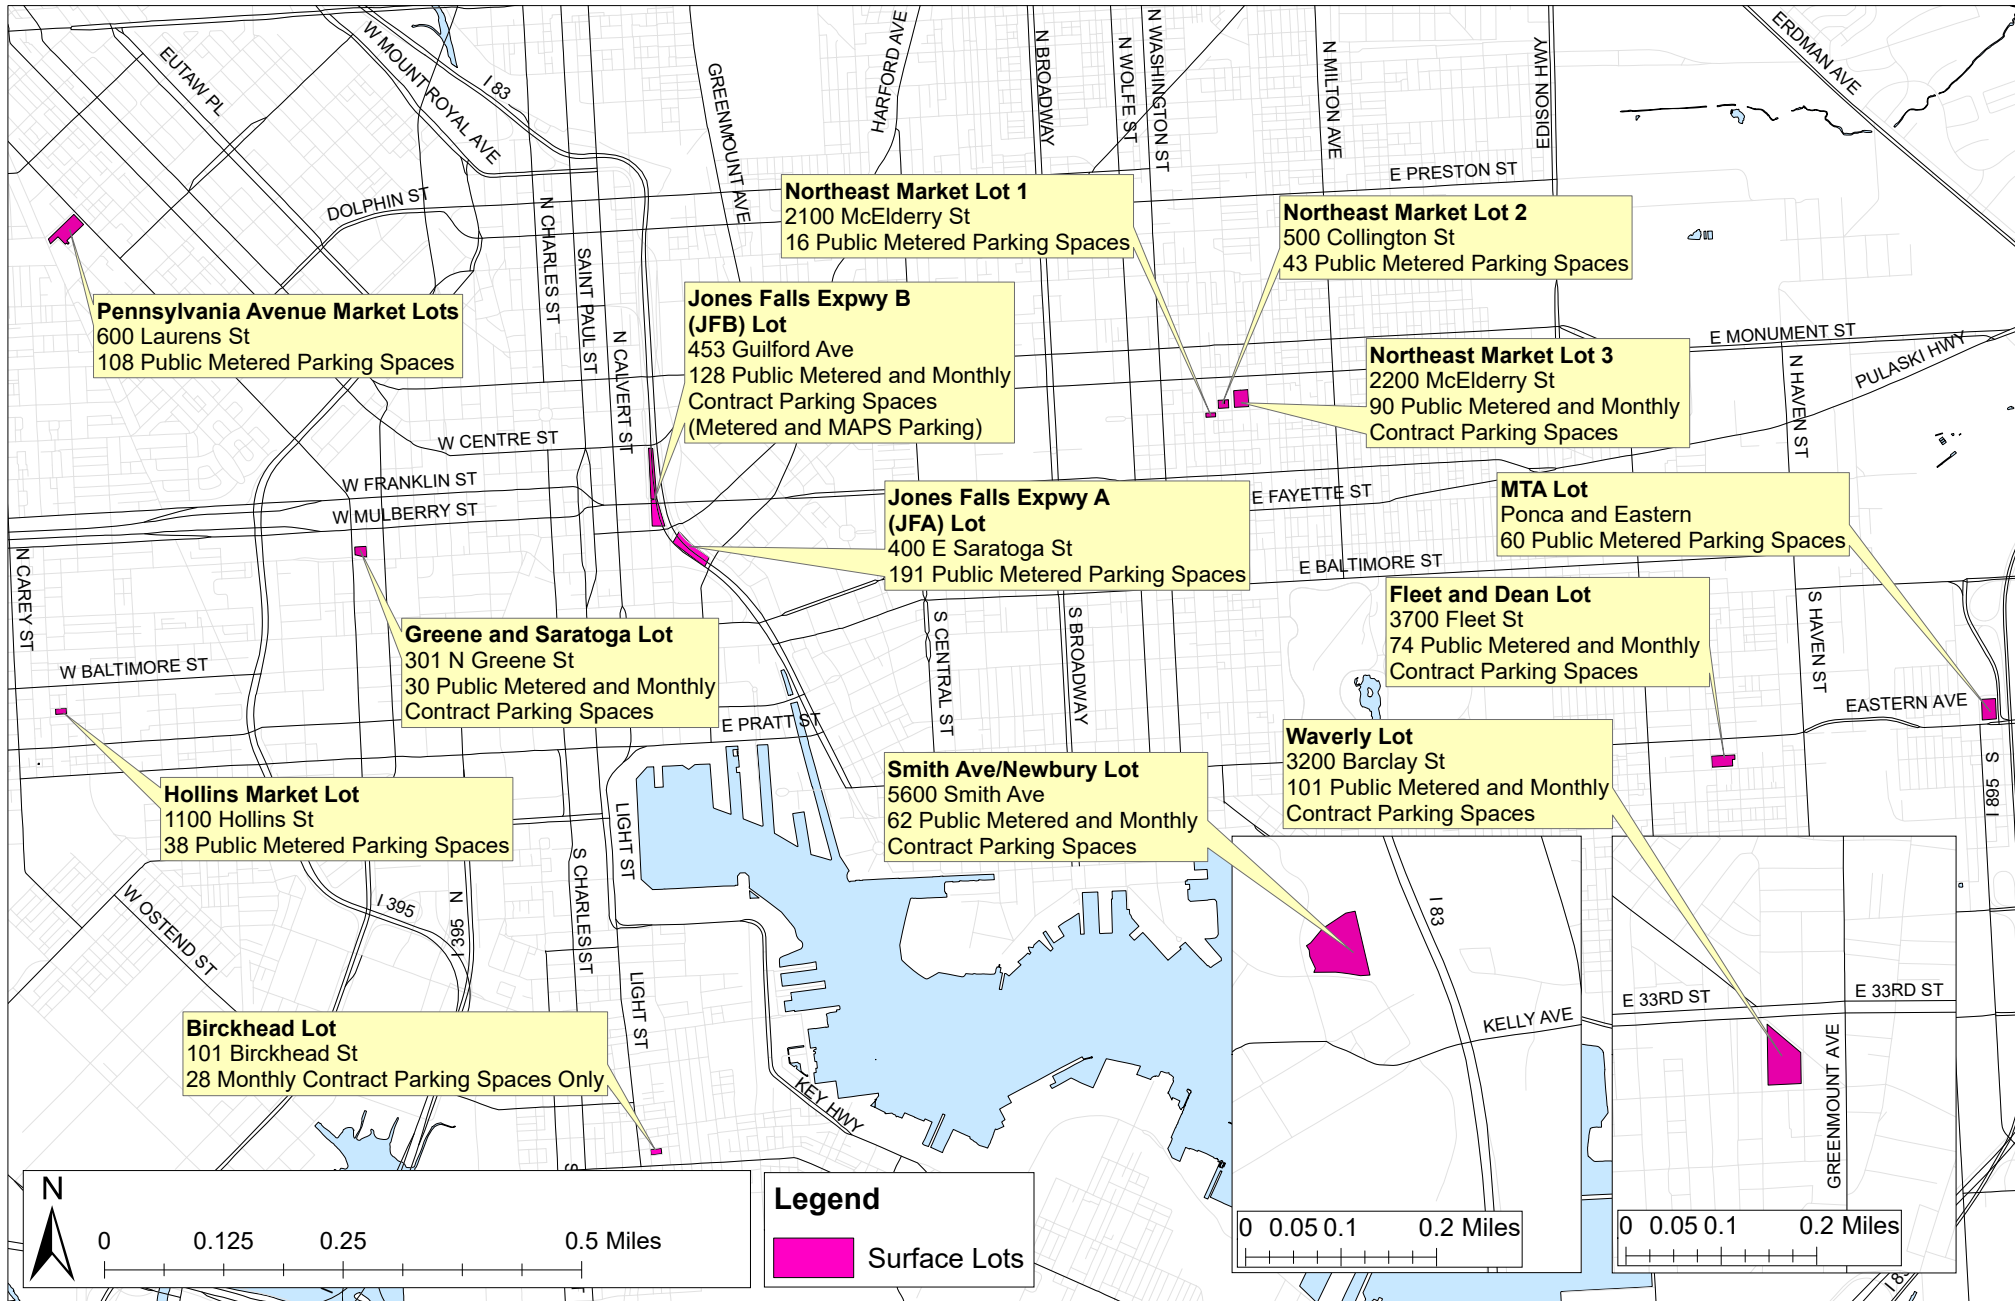 EUTAW PL
W MOUNT ROYAL AVE
I 83
GREENMOUNT AVE
HARFORD AVE
N BROADWAY
N WOLFE ST
N WASHINGTON ST
N MILTON AVE
EDISON HWY
ERDMAN AVE
E PRESTON ST
DOLPHIN ST
N CHARLES ST
SAINT PAUL ST
N CALVERT ST
Northeast Market Lot 1
2100 McElderry St
16 Public Metered Parking Spaces
Northeast Market Lot 2
500 Collington St
43 Public Metered Parking Spaces
Pennsylvania Avenue Market Lots
600 Laurens St
108 Public Metered Parking Spaces
Jones Falls Expwy B
(JFB) Lot
453 Guilford Ave
128 Public Metered and Monthly
Contract Parking Spaces
(Metered and MAPS Parking)
Northeast Market Lot 3
2200 McElderry St
90 Public Metered and Monthly
Contract Parking Spaces
E MONUMENT ST
PULASKI HWY
N HAVEN ST
W CENTRE ST
W FRANKLIN ST
W MULBERRY ST
Jones Falls Expwy A
(JFA) Lot
400 E Saratoga St
191 Public Metered Parking Spaces
E FAYETTE ST
E BALTIMORE ST
MTA Lot
Ponca and Eastern
60 Public Metered Parking Spaces
N CAREY ST
Greene and Saratoga Lot
301 N Greene St
30 Public Metered and Monthly
Contract Parking Spaces
W BALTIMORE ST
E PRATT ST
S CENTRAL ST
S BROADWAY
Fleet and Dean Lot
3700 Fleet St
74 Public Metered and Monthly
Contract Parking Spaces
S HAVEN ST
EASTERN AVE
I 895 S
Hollins Market Lot
1100 Hollins St
38 Public Metered Parking Spaces
Smith Ave/Newbury Lot
5600 Smith Ave
62 Public Metered and Monthly
Contract Parking Spaces
Waverly Lot
3200 Barclay St
101 Public Metered and Monthly
Contract Parking Spaces
W OSTEND ST
I 395
I 395 N
S CHARLES ST
LIGHT ST
LIGHT ST
KEY HWY
I 83
KELLY AVE
E 33RD ST
E 33RD ST
GREENMOUNT AVE
Birckhead Lot
101 Birckhead St
28 Monthly Contract Parking Spaces Only
N
0 0.125 0.25 0.5 Miles
Legend
Surface Lots
0 0.05 0.1 0.2 Miles
0 0.05 0.1 0.2 Miles